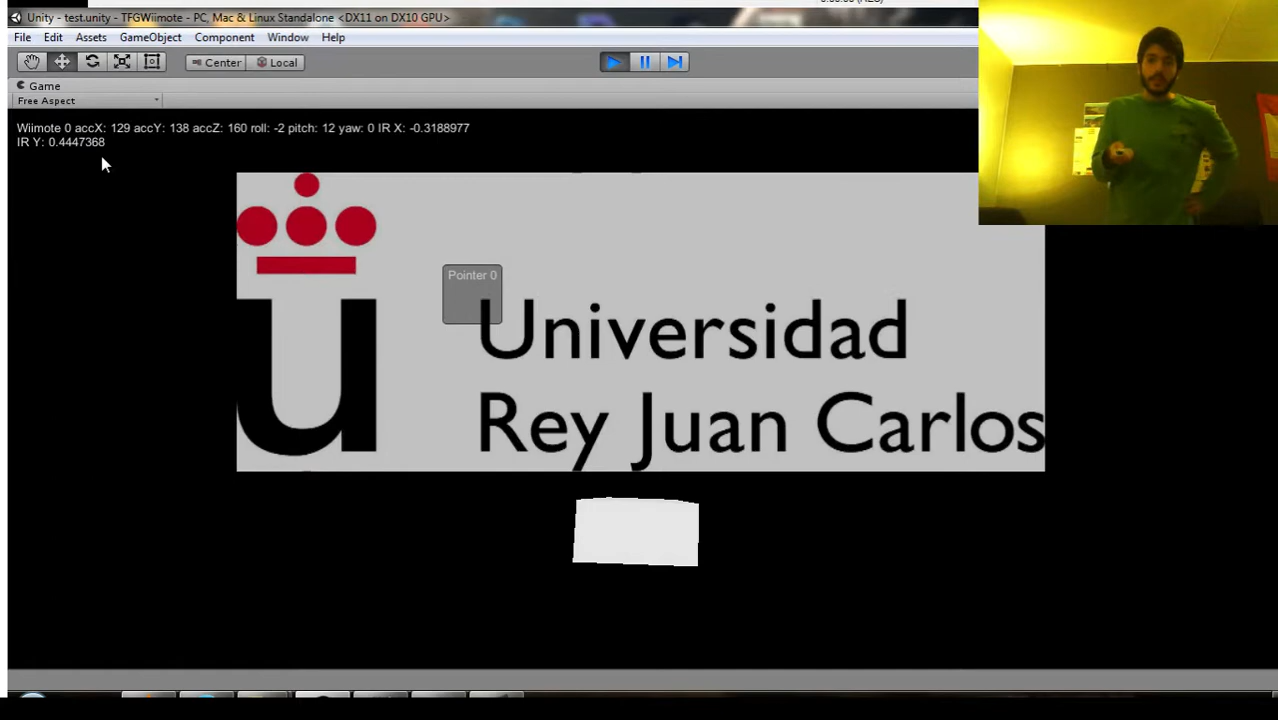 Unity - test.unity - TFGWiimote - PC, Mac & Linux Standalone <DX11 on DX10 GPU>
File Edit Assets GameObject Component Window Help
Center Local
Game
Free Aspect
Wiimote 0 accX: 129 accY: 138 accZ: 160 roll: -2 pitch: 12 yaw: 0 IR X: -0.3188977
IR Y: 0.4447368
Pointer 0
u
Universidad
Rey Juan Carlos